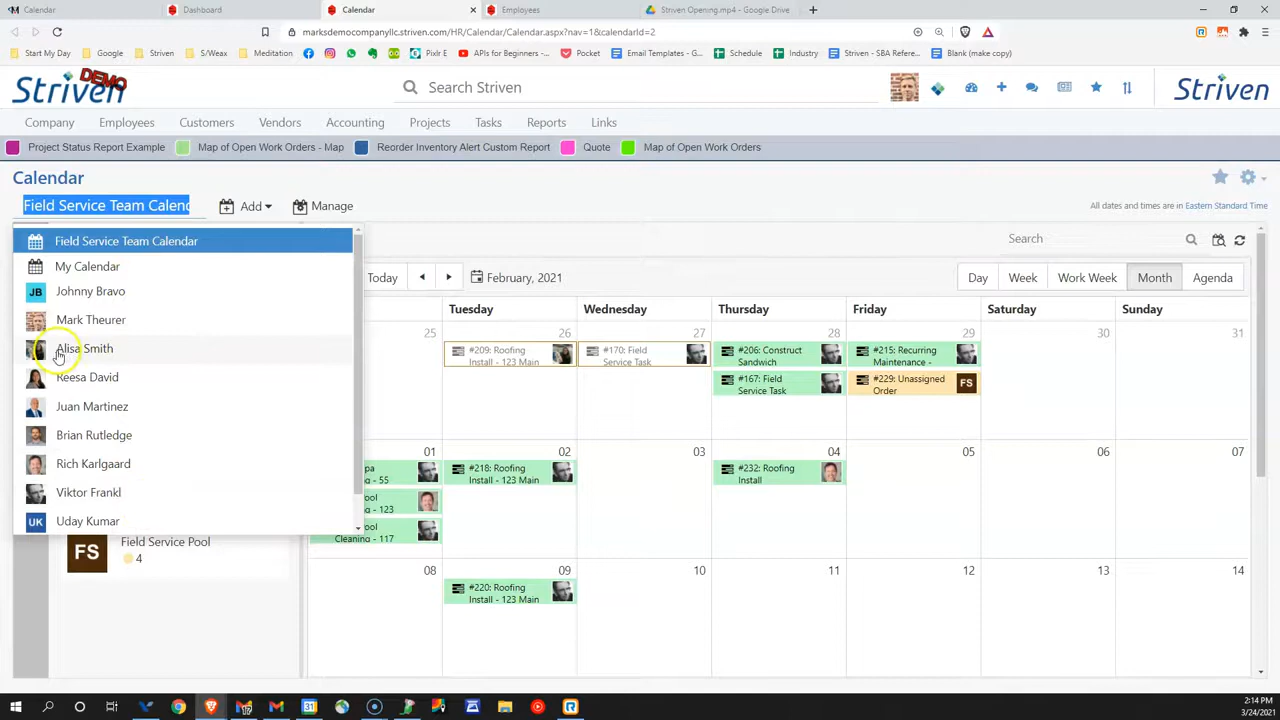 Calendar
Dashboard
Calendar
Employees
Striven Opening.mp4 - Google Drive
marksdemocompanyllc.striven.com/HR/Calendar/Calendar.aspx?nav=1&calendarId=2
Start My Day
Google
Striven
S/Weax
Meditation
Pixlr E
APIs for Beginners -...
Pocket
Email Templates - G...
Schedule
Industry
Striven - SBA Refere...
Blank (make copy)
Striven DEMO
Search Striven
Striven
Company
Employees
Customers
Vendors
Accounting
Projects
Tasks
Reports
Links
Project Status Report Example
Map of Open Work Orders - Map
Reorder Inventory Alert Custom Report
Quote
Map of Open Work Orders
Calendar
Field Service Team Calend
Add
Manage
All dates and times are in Eastern Standard Time
Field Service Team Calendar
My Calendar
JB Johnny Bravo
Mark Theurer
Alisa Smith
Reesa David
Juan Martinez
Brian Rutledge
Rich Karlgaard
Viktor Frankl
UK Uday Kumar
FS Field Service Pool
4
Search
Today
February, 2021
Day
Week
Work Week
Month
Agenda
Tuesday
Wednesday
Thursday
Friday
Saturday
Sunday
25
26
27
28
29
30
31
#209: Roofing
Install - 123 Main
#170: Field
Service Task
#206: Construct
Sandwich
#167: Field
Service Task
#215: Recurring
Maintenance -
#229: Unassigned
Order
FS
01
02
03
04
05
06
07
pa
g - 55
ool
g - 123
ool
Cleaning - 117
#218: Roofing
Install - 123 Main
#232: Roofing
Install
08
09
10
11
12
13
14
#220: Roofing
Install - 123 Main
2:14 PM
3/24/2021